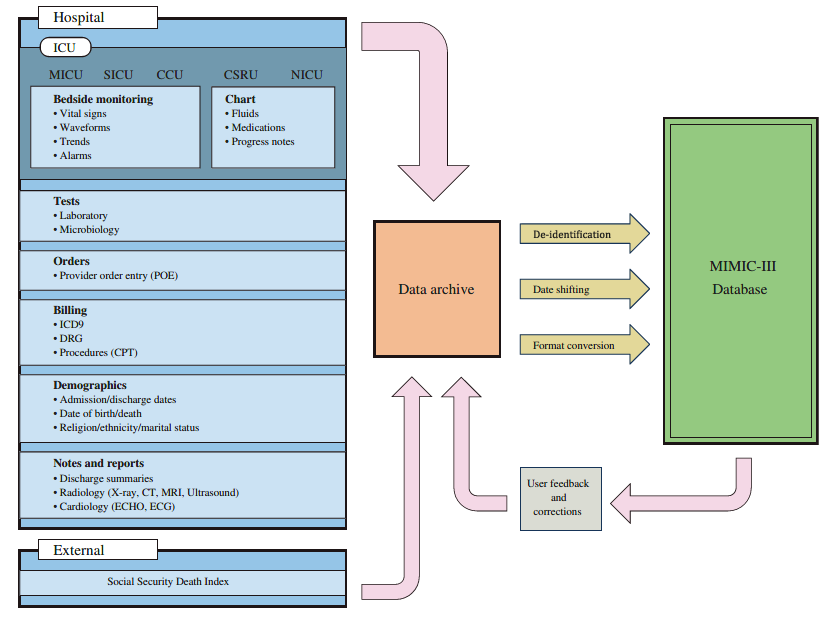 Hospital
ICU
MICU SICU CCU CSRU NICU
Bedside monitoring
• Vital signs
• Waveforms
• Trends
• Alarms
Chart
• Fluids
• Medications
• Progress notes
Tests
• Laboratory
• Microbiology
Orders
• Provider order entry (POE)
Billing
• ICD9
• DRG
• Procedures (CPT)
Demographics
• Admission/discharge dates
• Date of birth/death
• Religion/ethnicity/marital status
Notes and reports
• Discharge summaries
• Radiology (X-ray, CT, MRI, Ultrasound)
• Cardiology (ECHO, ECG)
External
Social Security Death Index
Data archive
De-identification
Date shifting
Format conversion
MIMIC-III
Database
User feedback
and
corrections